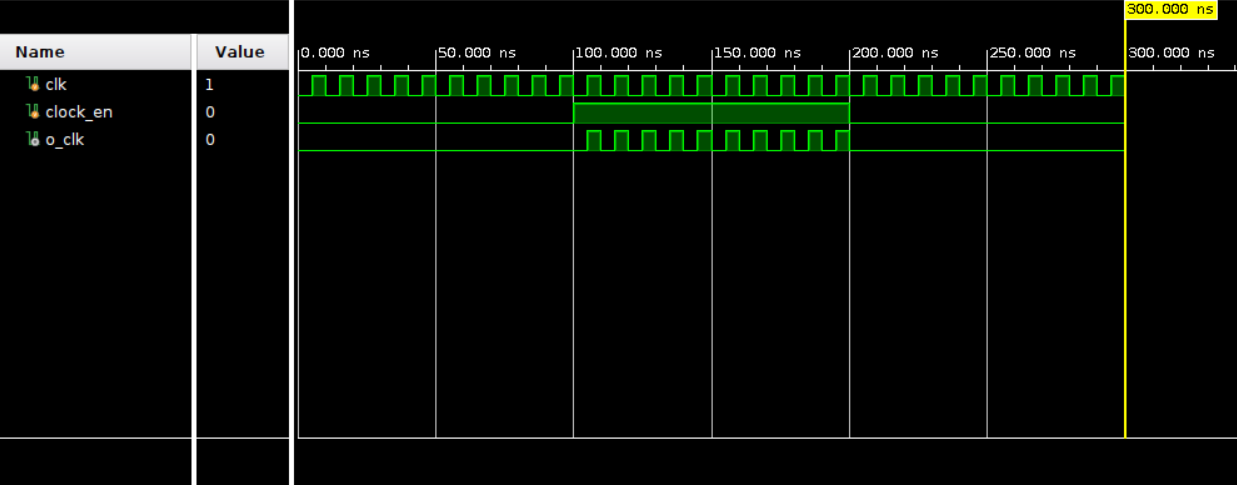 300.000 ns
Name Value
0.000 ns 50.000 ns 100.000 ns 150.000 ns 200.000 ns 250.000 ns 300.000 ns
clk 1
clock_en 0
o_clk 0